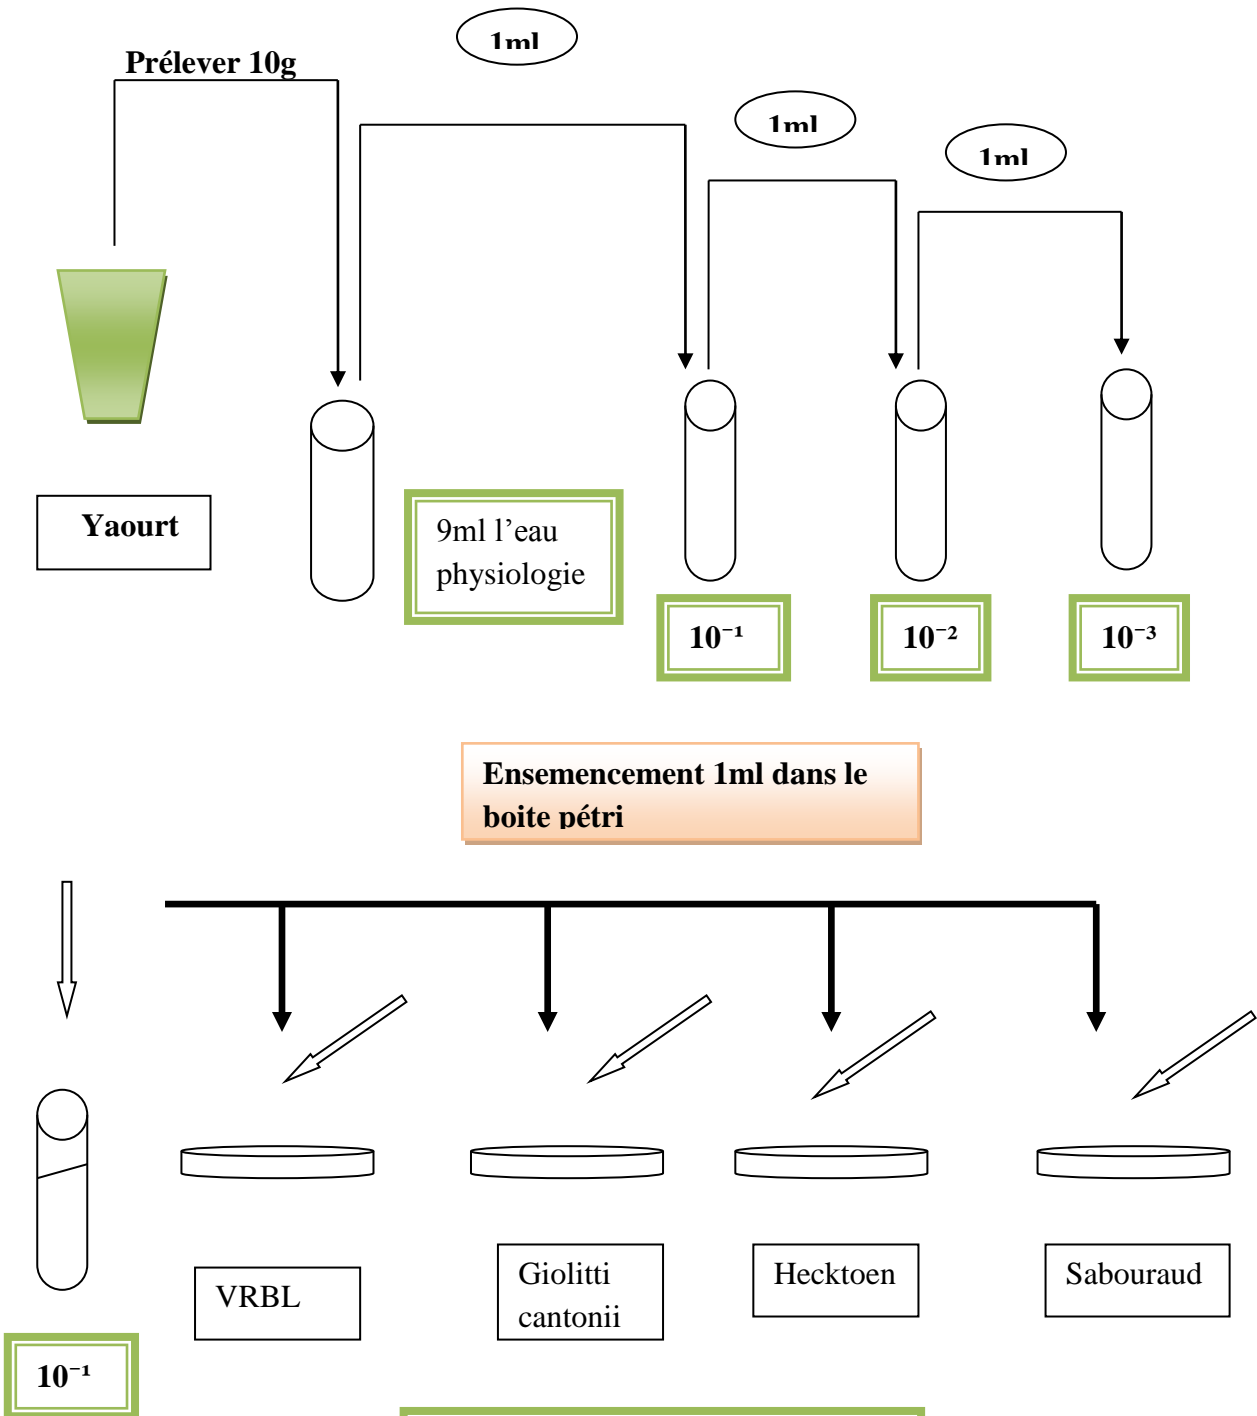 1ml
Prélever 10g
1ml
1ml
Yaourt
9ml l’eau
physiologie
10⁻¹
10⁻²
10⁻³
Ensemencement 1ml dans le
boite pétri
VRBL
Giolitti
cantonii
Hecktoen
Sabouraud
10⁻¹